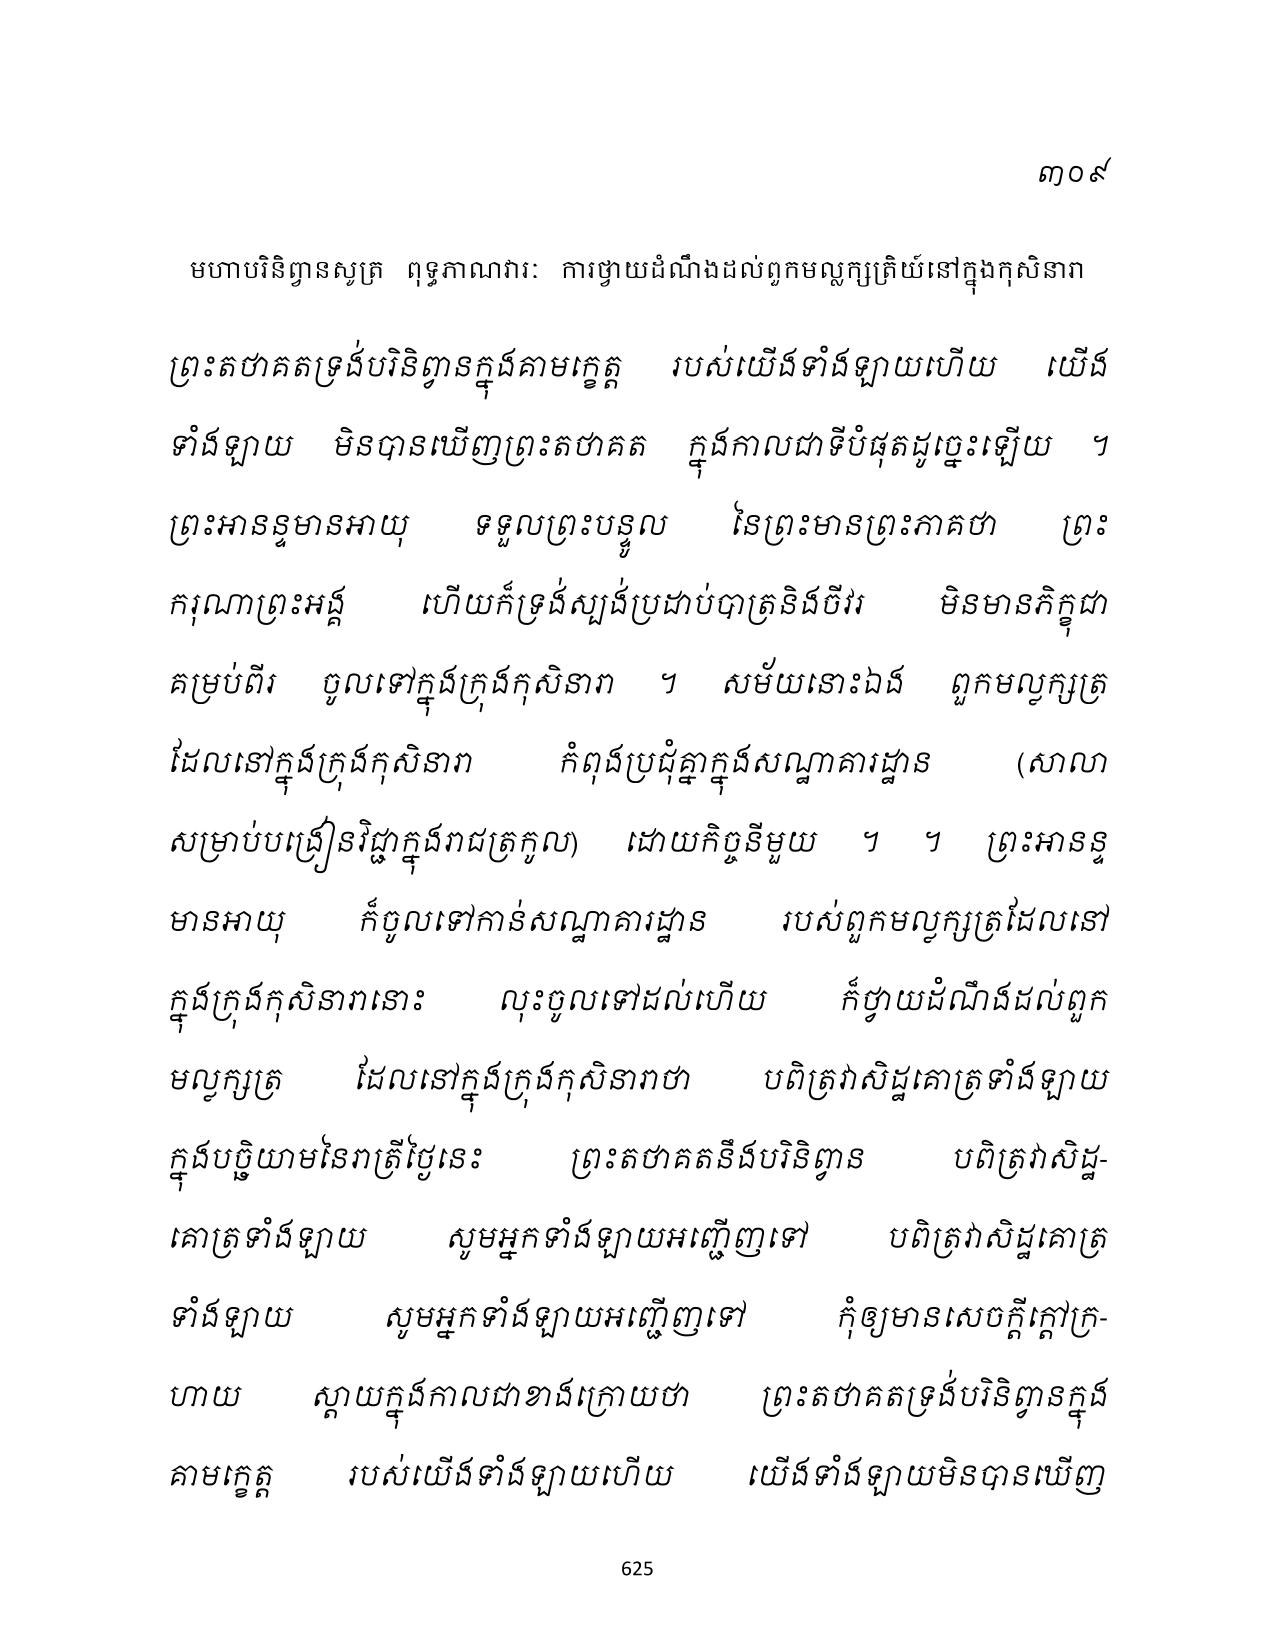 ៣០៩
មហាបរិនិព្វានសូត្រ ពុទ្ធភាណវារៈ ការថ្វាយដំណឹងដល់ពួកមល្លក្សត្រិយ៍នៅក្នុងកុសិនារា
ព្រះតថាគតទ្រង់បរិនិព្វានក្នុងគាមក្ខេត្ត របស់យើងទាំងឡាយហើយ យើង
ទាំងឡាយ មិនបានឃើញព្រះតថាគត ក្នុងកាលជាទីបំផុតដូច្នេះឡើយ ។
ព្រះអានន្ទមានអាយុ ទទួលព្រះបន្ទូល នៃព្រះមានព្រះភាគថា ព្រះ
ករុណាព្រះអង្គ ហើយក៏ទ្រង់ស្បង់ប្រដាប់បាត្រនិងចីវរ មិនមានភិក្ខុជា
គម្រប់ពីរ ចូលទៅក្នុងក្រុងកុសិនារា ។ សម័យនោះឯង ពួកមល្លក្សត្រ
ដែលនៅក្នុងក្រុងកុសិនារា កំពុងប្រជុំគ្នាក្នុងសណ្ឋាគារដ្ឋាន (សាលា
សម្រាប់បង្រៀនវិជ្ជាក្នុងរាជត្រកូល) ដោយកិច្ចនីមួយ ។ ។ ព្រះអានន្ទ
មានអាយុ ក៏ចូលទៅកាន់សណ្ឋាគារដ្ឋាន របស់ពួកមល្លក្សត្រដែលនៅ
ក្នុងក្រុងកុសិនារានោះ លុះចូលទៅដល់ហើយ ក៏ថ្វាយដំណឹងដល់ពួក
មល្លក្សត្រ ដែលនៅក្នុងក្រុងកុសិនារាថា បពិត្រវាសិដ្ឋគោត្រទាំងឡាយ
ក្នុងបច្ឆិយាមនៃរាត្រីថ្ងៃនេះ ព្រះតថាគតនឹងបរិនិព្វាន បពិត្រវាសិដ្ឋ-
គោត្រទាំងឡាយ សូមអ្នកទាំងឡាយអញ្ជើញទៅ បពិត្រវាសិដ្ឋគោត្រ
ទាំងឡាយ សូមអ្នកទាំងឡាយអញ្ជើញទៅ កុំឲ្យមានសេចក្តីក្តៅក្រ-
ហាយ ស្តាយក្នុងកាលជាខាងក្រោយថា ព្រះតថាគតទ្រង់បរិនិព្វានក្នុង
គាមក្ខេត្ត របស់យើងទាំងឡាយហើយ យើងទាំងឡាយមិនបានឃើញ
625